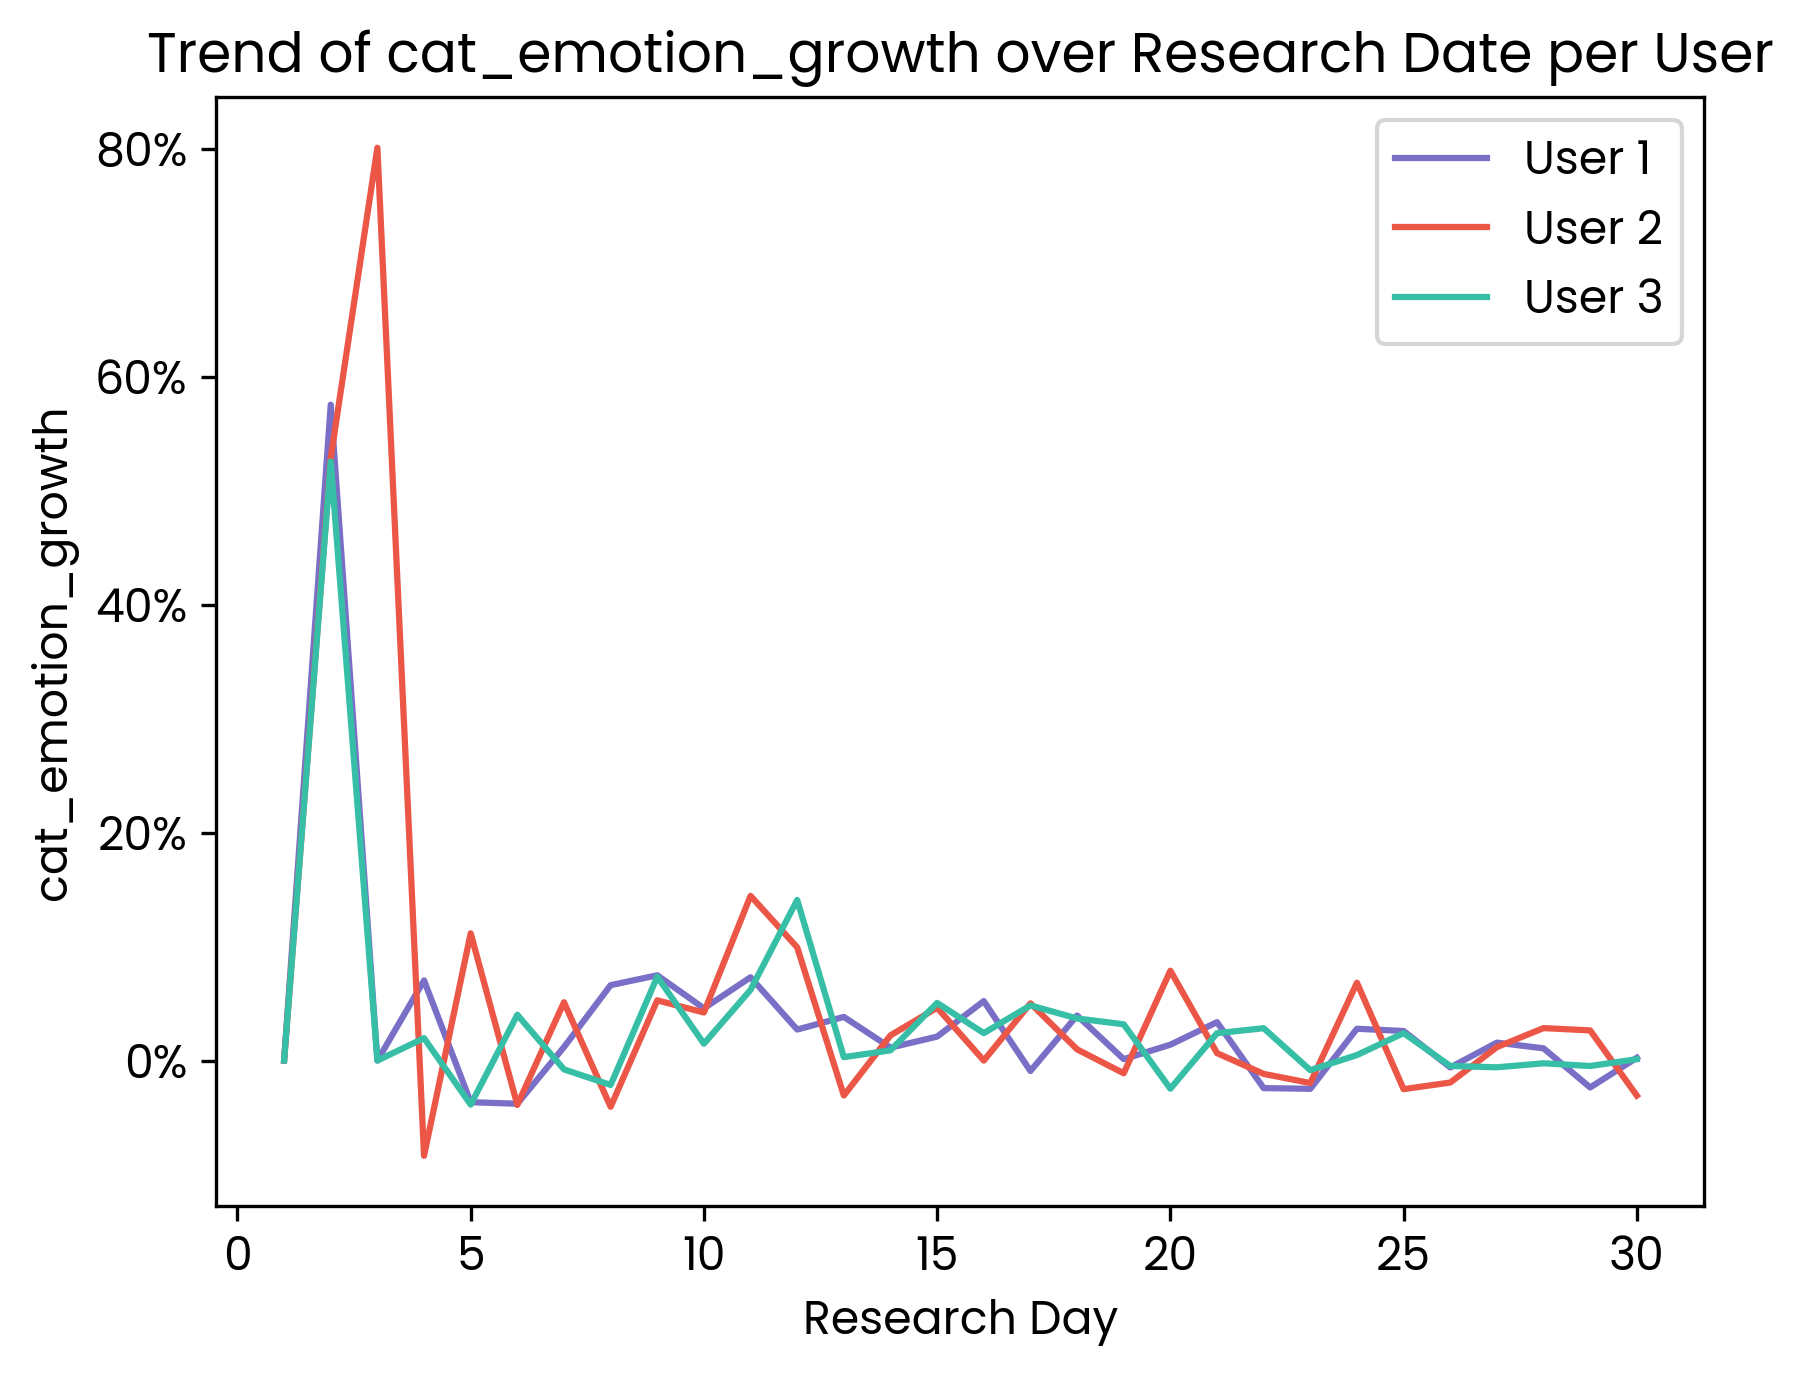 Trend of cat_emotion_growth over Research Date per User
User 1
User 2
User 3
cat_emotion_growth
80%
60%
40%
20%
0%
0 5 10 15 20 25 30
Research Day